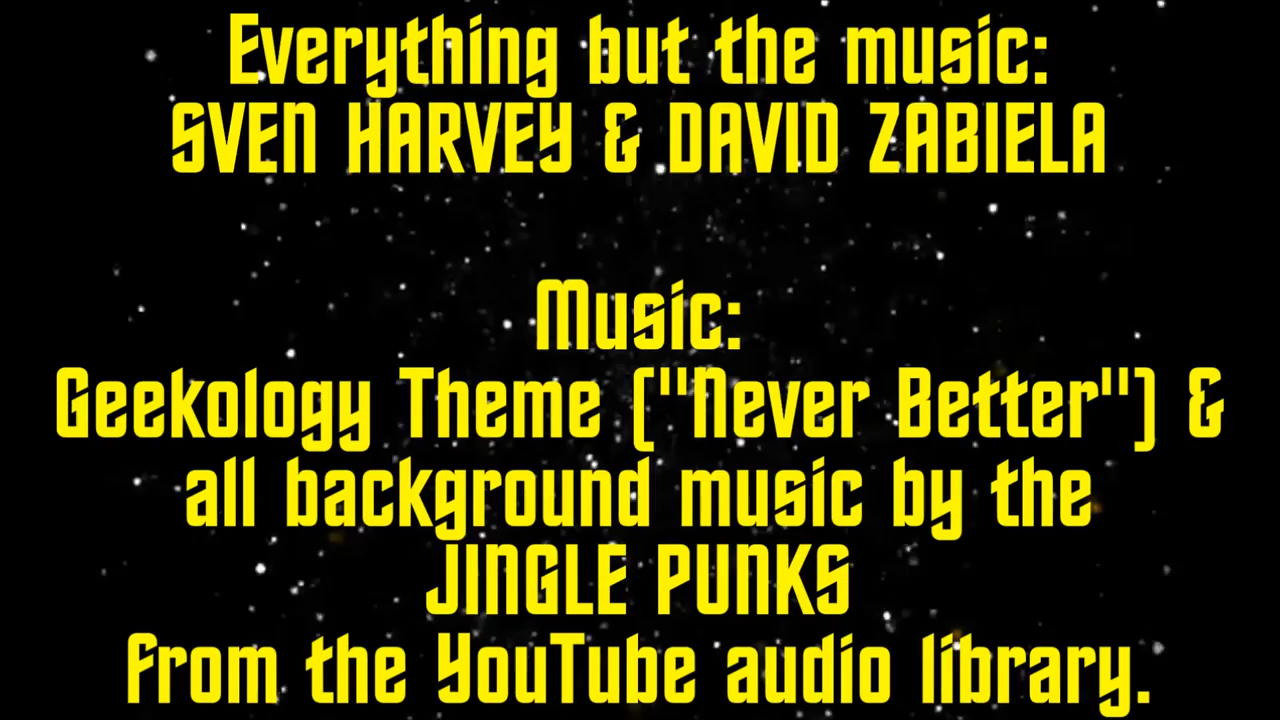 Everything but the music:
SVEN HARVEY & DAVID ZABIELA
Music:
Geekology Theme ("Never Better") &
all background music by the
JINGLE PUNKS
from the YouTube audio library.